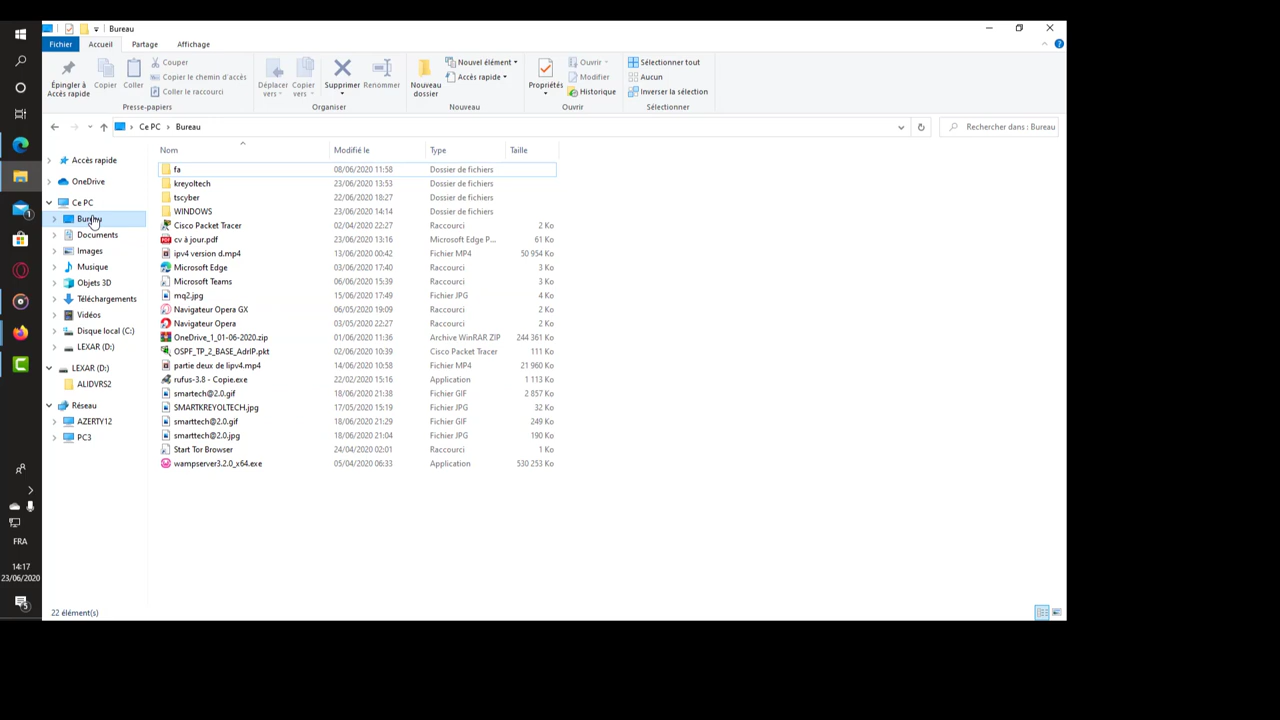 Bureau
Fichier Accueil Partage Affichage
Épingler à Accès rapide
Copier
Coller
Couper
Copier le chemin d'accès
Coller le raccourci
Presse-papiers
Déplacer vers
Copier vers
Supprimer
Renommer
Organiser
Nouveau dossier
Nouvel élément
Accès rapide
Nouveau
Propriétés
Ouvrir
Modifier
Historique
Ouvrir
Sélectionner tout
Aucun
Inverser la sélection
Sélectionner
Ce PC > Bureau
Rechercher dans : Bureau
Nom Modifié le Type Taille
Accès rapide
OneDrive
Ce PC
Bureau
Documents
Images
Musique
Objets 3D
Téléchargements
Vidéos
Disque local (C:)
LEXAR (D:)
LEXAR (D:)
ALIDVRS2
Réseau
AZERTY12
PC3
fa 08/06/2020 11:58 Dossier de fichiers
kreyoltech 23/06/2020 13:53 Dossier de fichiers
tscyber 22/06/2020 18:27 Dossier de fichiers
WINDOWS 23/06/2020 14:14 Dossier de fichiers
Cisco Packet Tracer 02/04/2020 22:27 Raccourci 2 Ko
cv à jour.pdf 23/06/2020 13:16 Microsoft Edge P... 61 Ko
ipv4 version d.mp4 13/06/2020 00:42 Fichier MP4 50 954 Ko
Microsoft Edge 03/06/2020 17:40 Raccourci 3 Ko
Microsoft Teams 06/06/2020 15:39 Raccourci 3 Ko
mq2.jpg 15/06/2020 17:49 Fichier JPG 4 Ko
Navigateur Opera GX 06/05/2020 19:09 Raccourci 2 Ko
Navigateur Opera 03/05/2020 22:27 Raccourci 2 Ko
OneDrive_1_01-06-2020.zip 01/06/2020 11:36 Archive WinRAR ZIP 244 361 Ko
OSPF_TP_2_BASE_AdrIP.pkt 02/06/2020 10:39 Cisco Packet Tracer 111 Ko
partie deux de lipv4.mp4 14/06/2020 10:58 Fichier MP4 21 960 Ko
rufus-3.8 - Copie.exe 22/02/2020 15:16 Application 1 113 Ko
smartech@2.0.gif 18/06/2020 21:38 Fichier GIF 2 857 Ko
SMARTKREYOLTECH.jpg 17/05/2020 15:19 Fichier JPG 32 Ko
smarttech@2.0.gif 18/06/2020 21:29 Fichier GIF 249 Ko
smarttech@2.0.jpg 18/06/2020 21:04 Fichier JPG 190 Ko
Start Tor Browser 24/04/2020 02:01 Raccourci 1 Ko
wampserver3.2.0_x64.exe 05/04/2020 06:33 Application 530 253 Ko
1
FRA
14:17
23/06/2020
5
22 élément(s)